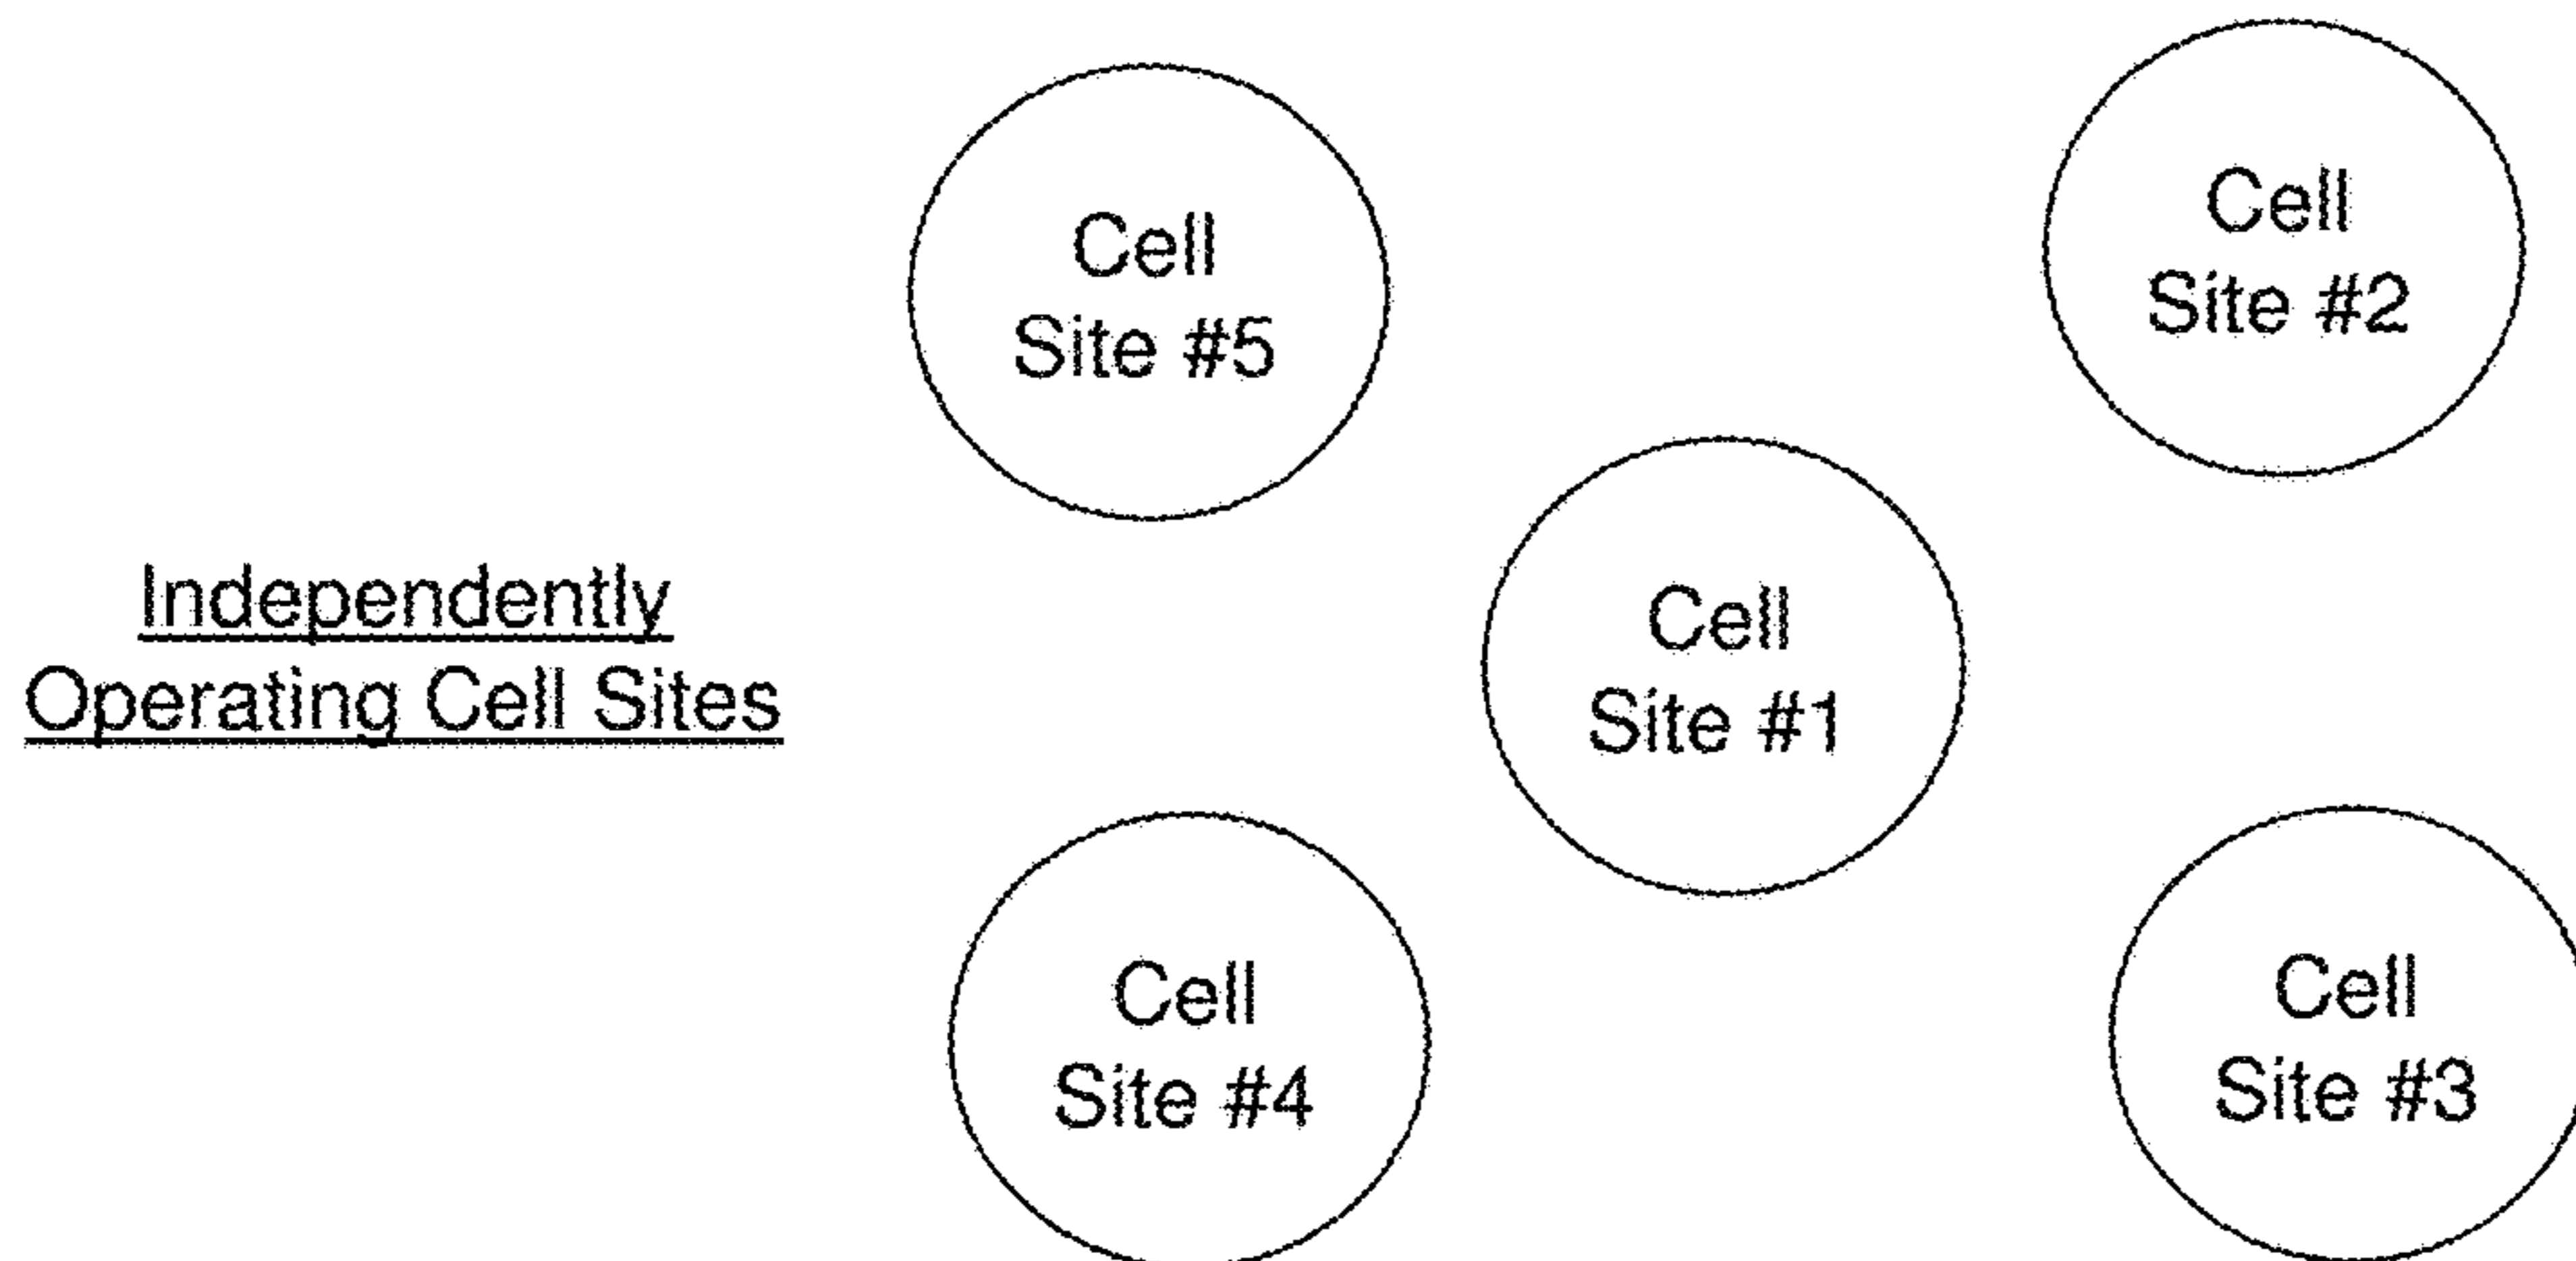 Cell
Site #5
Cell
Site #2
Independently
Operating Cell Sites
Cell
Site #1
Cell
Site #4
Cell
Site #3